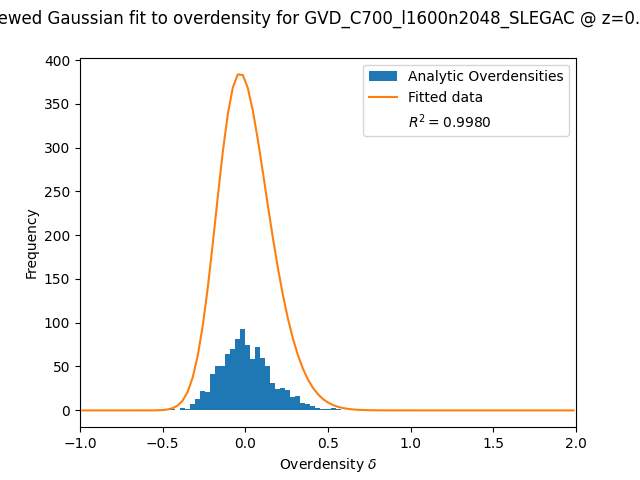 ewed Gaussian fit to overdensity for GVD_C700_l1600n2048_SLEGAC @ z=0.
400
350
300
250
200
150
100
50
0
Frequency
Analytic Overdensities
Fitted data
R² = 0.9980
−1.0 −0.5 0.0 0.5 1.0 1.5 2.0
Overdensity δ